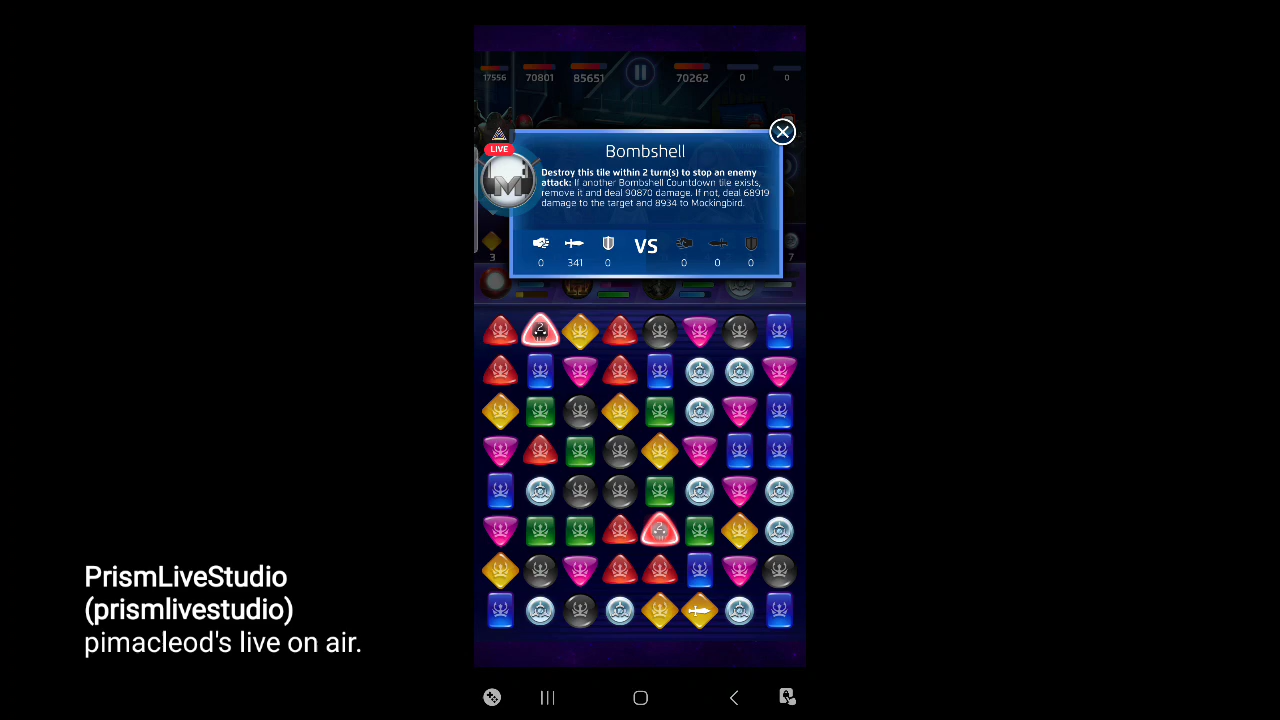 17556 70801 85651 70262 0 0
LIVE
Bombshell
M
Destroy this tile within 2 turn(s) to stop an enemy
attack: If another Bombshell Countdown tile exists,
remove it and deal 90870 damage. If not, deal 68919
damage to the target and 8934 to Mockingbird.
VS
0 341 0 0 0 0
3 7
2
2
PrismLiveStudio
(prismlivestudio)
pimacleod's live on air.